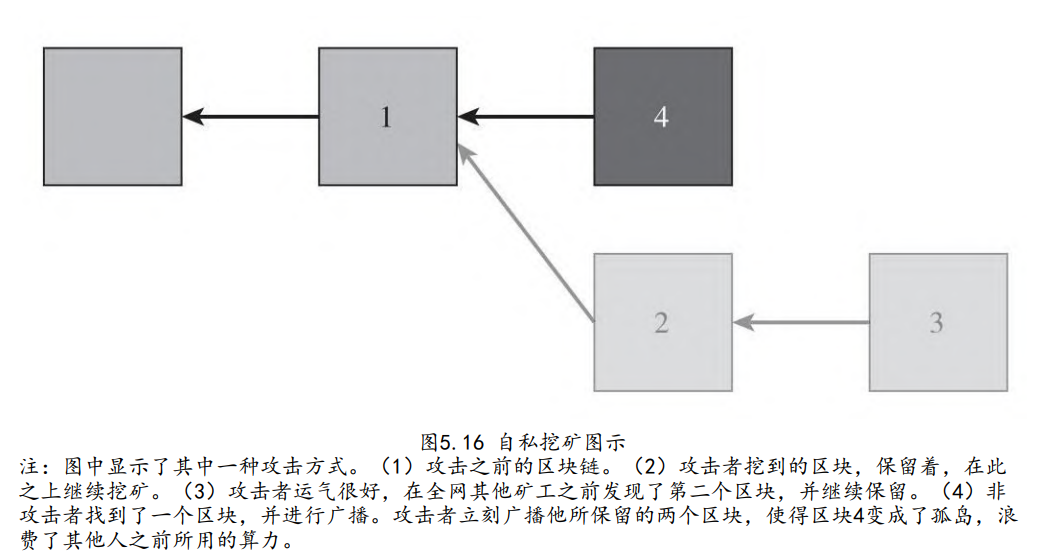 1
4
2
3
图5.16 自私挖矿图示
注: 图中显示了其中一种攻击方式。(1)攻击之前的区块链。(2)攻击者挖到的区块，保留着，在此
之上继续挖矿。(3)攻击者运气很好，在全网其他矿工之前发现了第二个区块，并继续保留。(4)非
攻击者找到了一个区块，并进行广播。攻击者立刻广播他所保留的两个区块，使得区块4变成了孤岛，浪
费了其他人之前所用的算力。